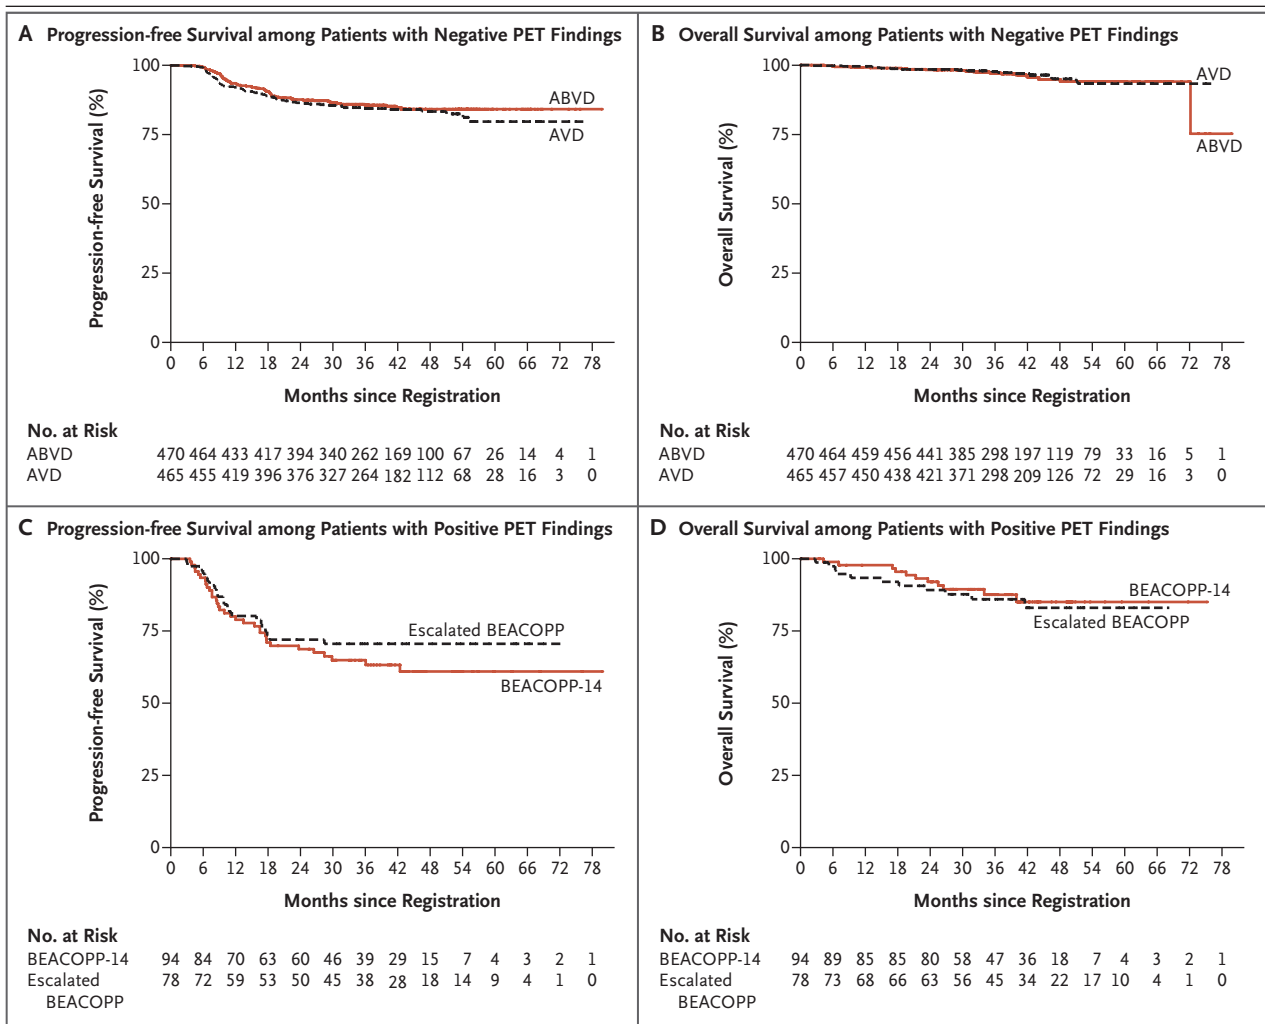 A Progression-free Survival among Patients with Negative PET Findings
Progression-free Survival (%)
100
75
50
25
0
ABVD
AVD
0 6 12 18 24 30 36 42 48 54 60 66 72 78
Months since Registration
No. at Risk
ABVD 470 464 433 417 394 340 262 169 100 67 26 14 4 1
AVD 465 455 419 396 376 327 264 182 112 68 28 16 3 0
B Overall Survival among Patients with Negative PET Findings
Overall Survival (%)
100
75
50
25
0
AVD
ABVD
0 6 12 18 24 30 36 42 48 54 60 66 72 78
Months since Registration
No. at Risk
ABVD 470 464 459 456 441 385 298 197 119 79 33 16 5 1
AVD 465 457 450 438 421 371 298 209 126 72 29 16 3 0
C Progression-free Survival among Patients with Positive PET Findings
Progression-free Survival (%)
100
75
50
25
0
Escalated BEACOPP
BEACOPP-14
0 6 12 18 24 30 36 42 48 54 60 66 72 78
Months since Registration
No. at Risk
BEACOPP-14 94 84 70 63 60 46 39 29 15 7 4 3 2 1
Escalated 78 72 59 53 50 45 38 28 18 14 9 4 1 0
BEACOPP
D Overall Survival among Patients with Positive PET Findings
Overall Survival (%)
100
75
50
25
0
BEACOPP-14
Escalated BEACOPP
0 6 12 18 24 30 36 42 48 54 60 66 72 78
Months since Registration
No. at Risk
BEACOPP-14 94 89 85 85 80 58 47 36 18 7 4 3 2 1
Escalated 78 73 68 66 63 56 45 34 22 17 10 4 1 0
BEACOPP